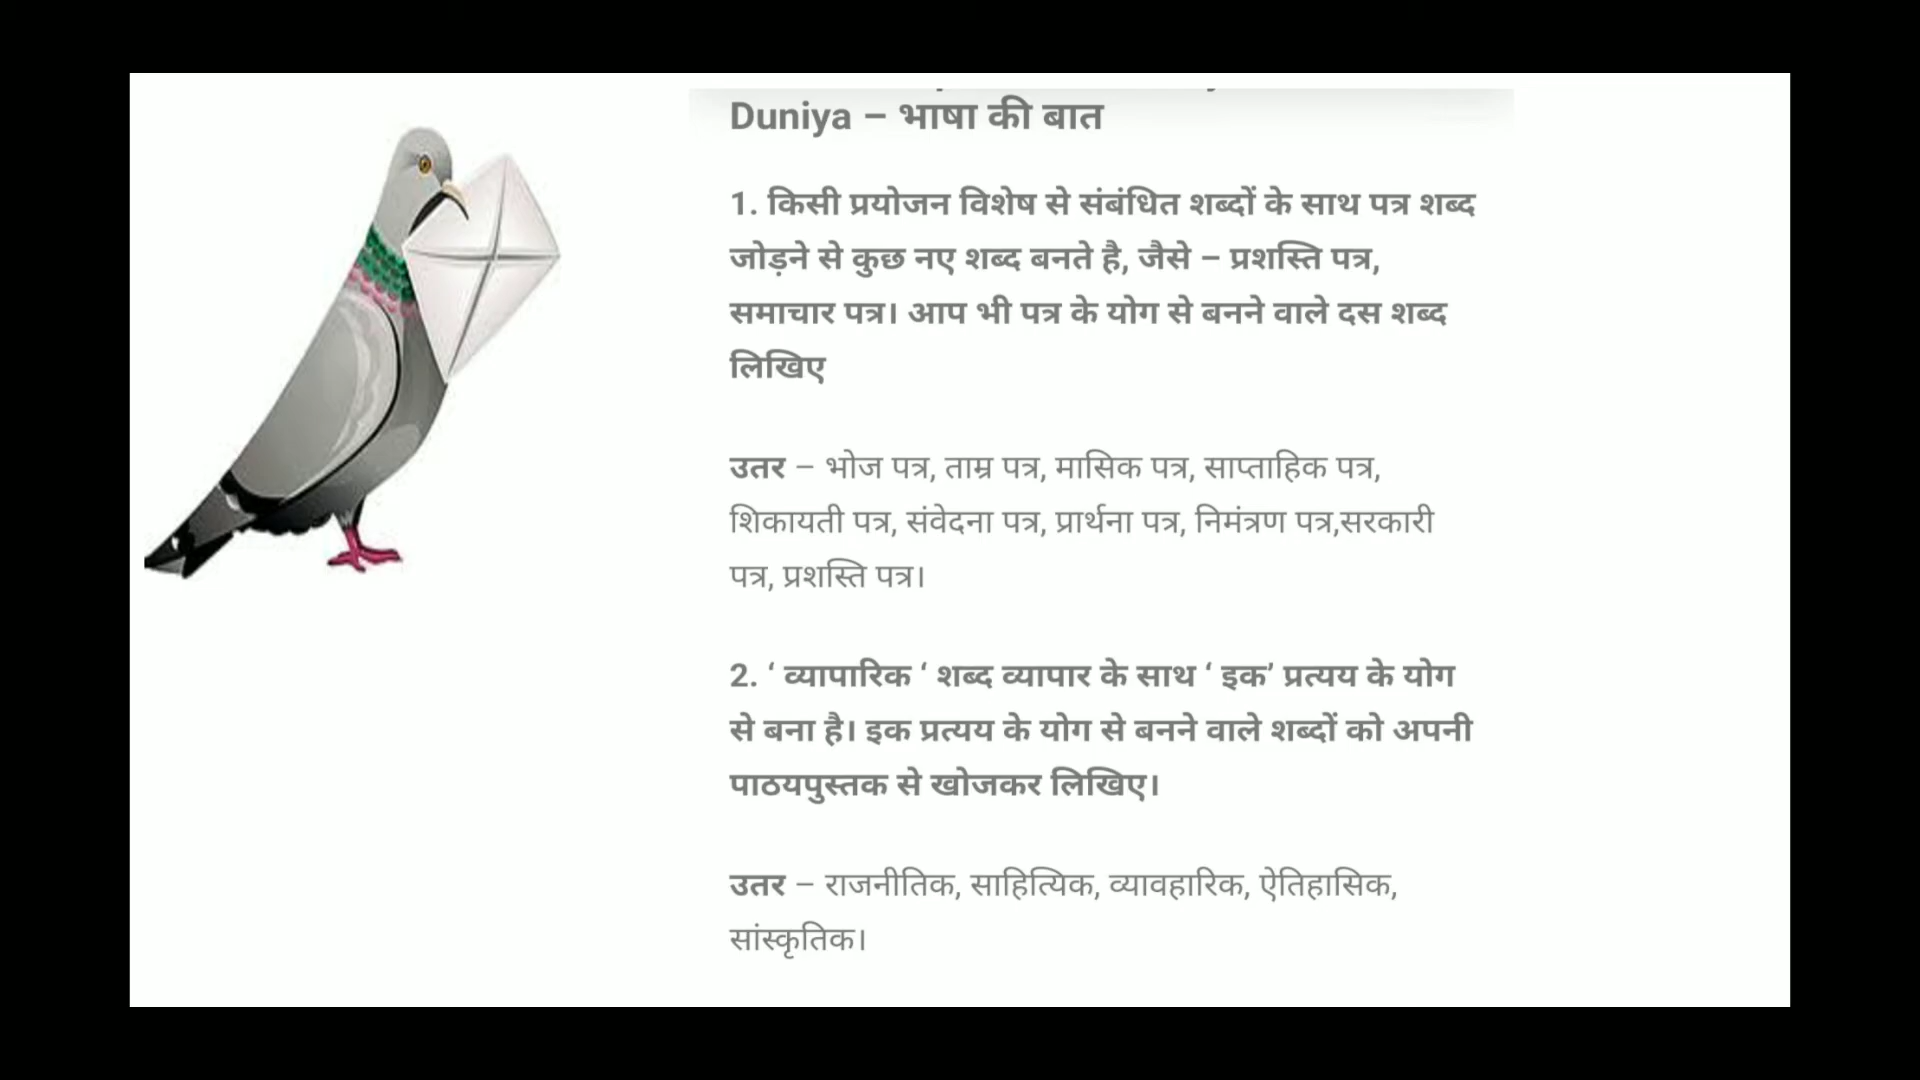 Duniya – भाषा की बात
1. किसी प्रयोजन विशेष से संबंधित शब्दों के साथ पत्र शब्द
जोड़ने से कुछ नए शब्द बनते है, जैसे – प्रशस्ति पत्र,
समाचार पत्र। आप भी पत्र के योग से बनने वाले दस शब्द
लिखिए
उतर – भोज पत्र, ताम्र पत्र, मासिक पत्र, साप्ताहिक पत्र,
शिकायती पत्र, संवेदना पत्र, प्रार्थना पत्र, निमंत्रण पत्र,सरकारी
पत्र, प्रशस्ति पत्र।
2. ‘ व्यापारिक ‘ शब्द व्यापार के साथ ‘ इक’ प्रत्यय के योग
से बना है। इक प्रत्यय के योग से बनने वाले शब्दों को अपनी
पाठयपुस्तक से खोजकर लिखिए।
उतर – राजनीतिक, साहित्यिक, व्यावहारिक, ऐतिहासिक,
सांस्कृतिक।